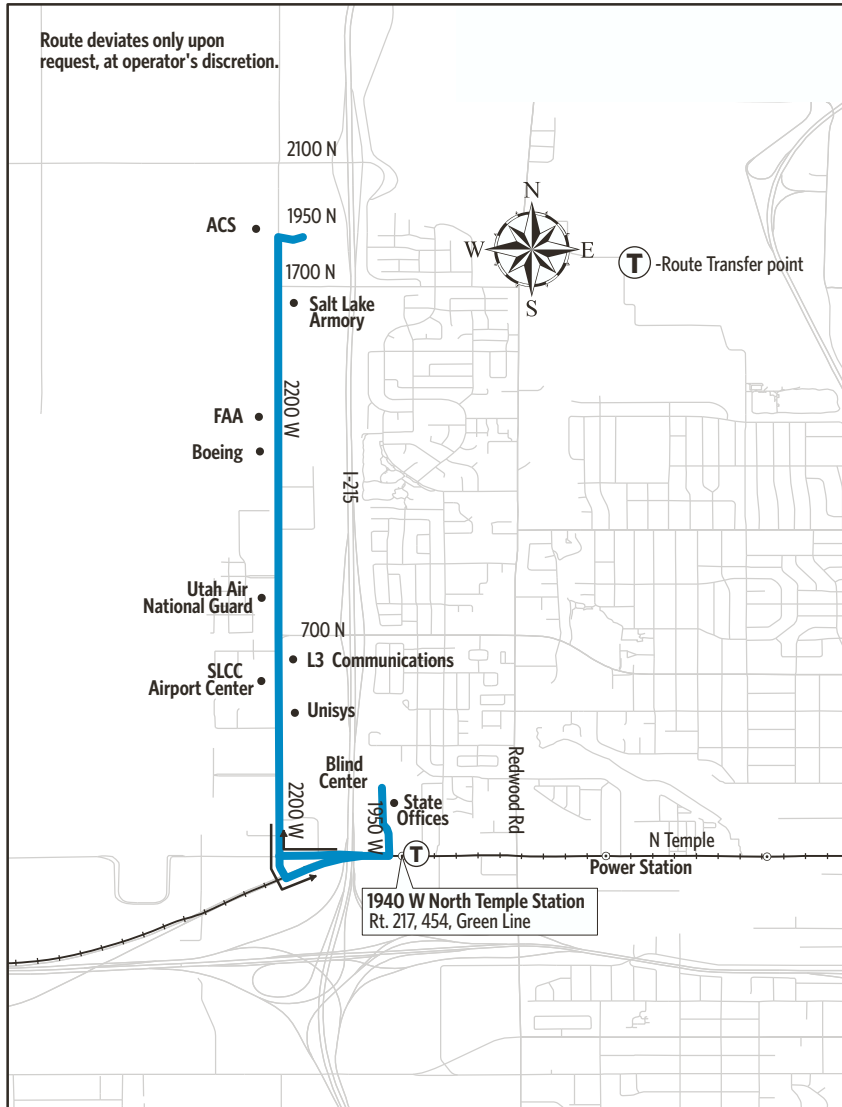 Route deviates only upon
request, at operator's discretion.
2100 N
ACS
1950 N
N
W
E
S
T
-Route Transfer point
1700 N
Salt Lake
Armory
2200 W
FAA
Boeing
I-215
Utah Air
National Guard
700 N
L3 Communications
SLCC
Airport Center
Unisys
Redwood Rd
Blind
Center
2200 W
1950 W
State
Offices
N Temple
T
Power Station
1940 W North Temple Station
Rt. 217, 454, Green Line